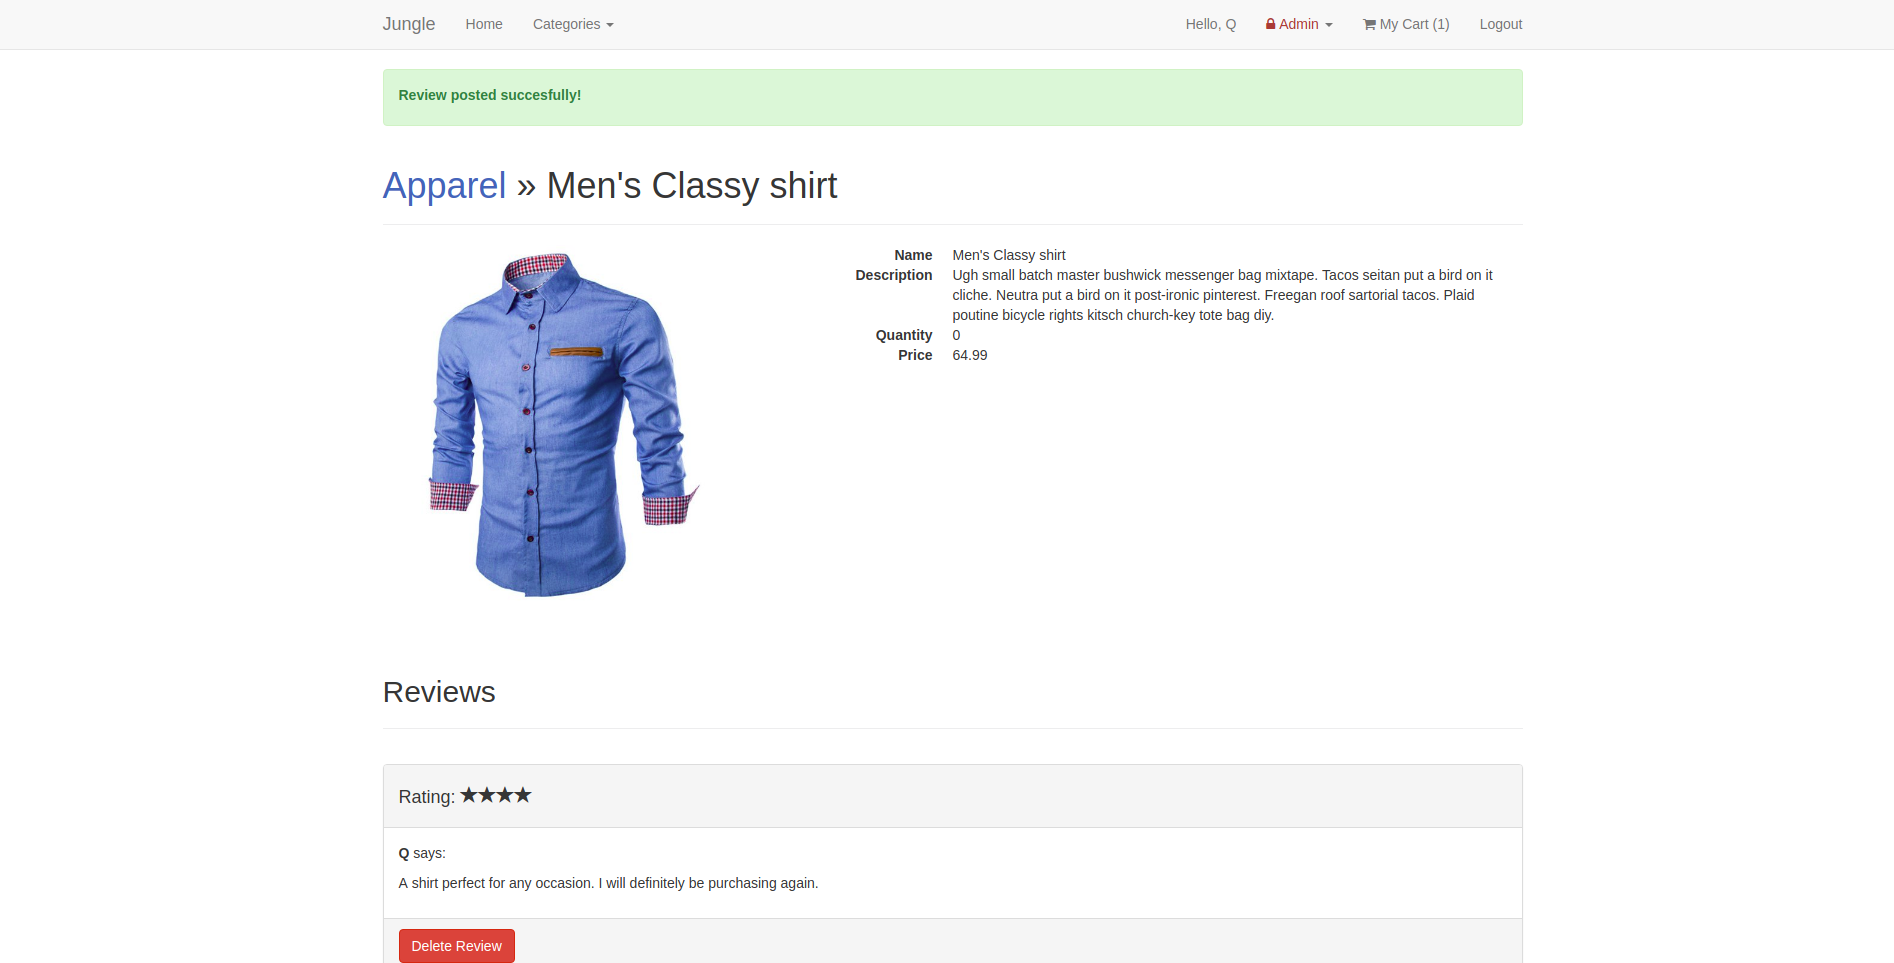 Jungle Home Categories Hello, Q Admin My Cart (1) Logout
Review posted succesfully!
Apparel » Men's Classy shirt
Name Men's Classy shirt
Description Ugh small batch master bushwick messenger bag mixtape. Tacos seitan put a bird on it
cliche. Neutra put a bird on it post-ironic pinterest. Freegan roof sartorial tacos. Plaid
poutine bicycle rights kitsch church-key tote bag diy.
Quantity 0
Price 64.99
Reviews
Rating: ★★★★
Q says:
A shirt perfect for any occasion. I will definitely be purchasing again.
Delete Review